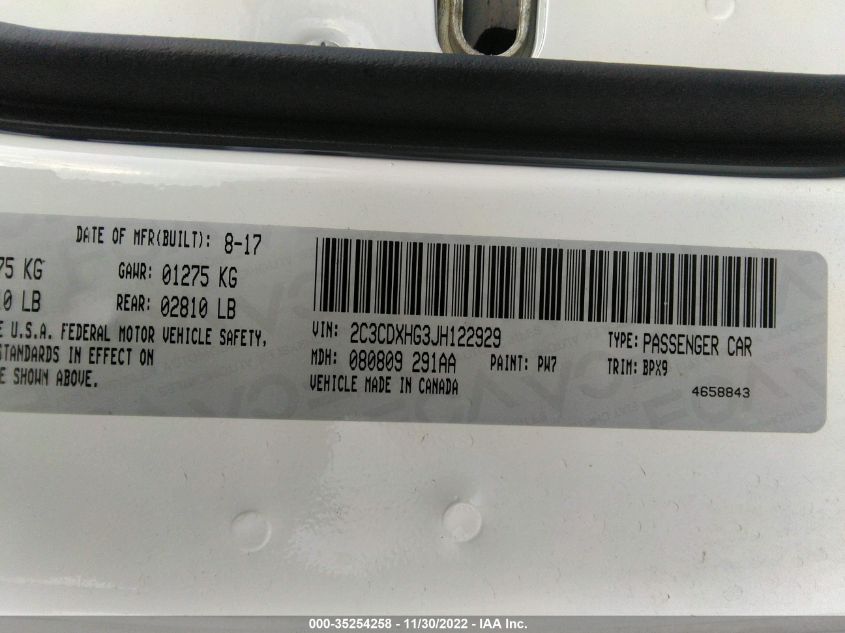 DATE OF MFR(BUILT): 8-17
75 KG GAWR: 01275 KG
10 LB REAR: 02810 LB
E U.S.A. FEDERAL MOTOR VEHICLE SAFETY,
STANDARDS IN EFFECT ON
E SHOWN ABOVE.
VIN: 2C3CDXHG3JH122929 TYPE: PASSENGER CAR
MDH: 080809 291AA PAINT: PW7 TRIM: BPX9
VEHICLE MADE IN CANADA 4658843
000-35254258 - 11/30/2022 - IAA Inc.